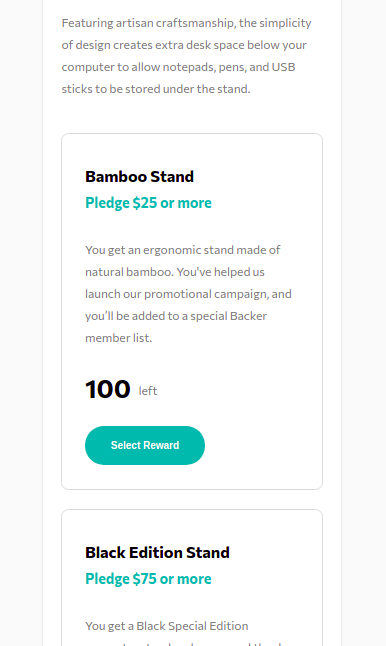 Featuring artisan craftsmanship, the simplicity
of design creates extra desk space below your
computer to allow notepads, pens, and USB
sticks to be stored under the stand.
Bamboo Stand
Pledge $25 or more
You get an ergonomic stand made of
natural bamboo. You've helped us
launch our promotional campaign, and
you’ll be added to a special Backer
member list.
100 left
Select Reward
Black Edition Stand
Pledge $75 or more
You get a Black Special Edition